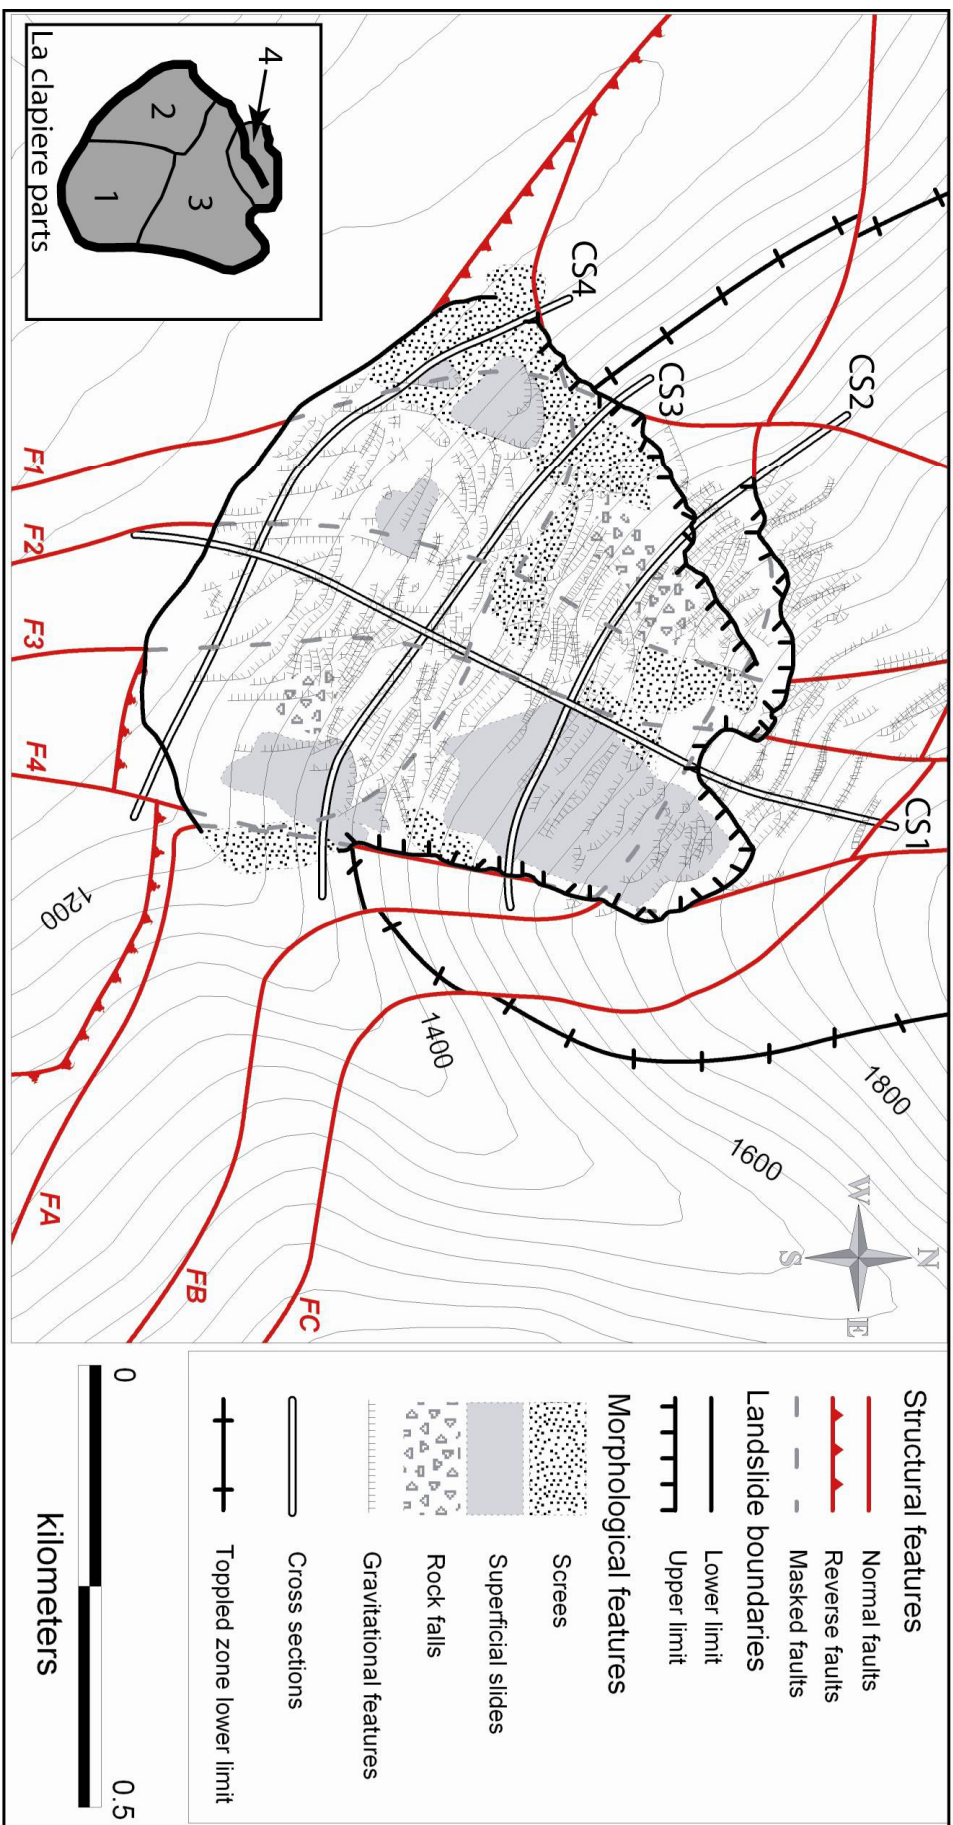 La clapiere parts
1
2
3
4
CS4
CS3
CS2
CS1
F1
F2
F3
F4
FA
FB
FC
1200
1400
1600
1800
N
W
E
S
Structural features
Normal faults
Reverse faults
Masked faults
Landslide boundaries
Lower limit
Upper limit
Morphological features
Screes
Superficial slides
Rock falls
Gravitational features
Cross sections
Toppled zone lower limit
0
0.5
kilometers